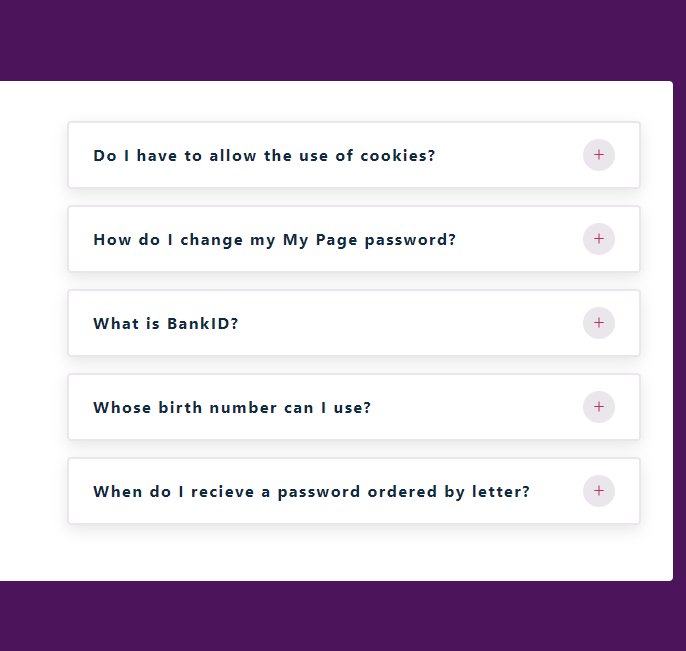 Do I have to allow the use of cookies?
How do I change my My Page password?
What is BankID?
Whose birth number can I use?
When do I recieve a password ordered by letter?